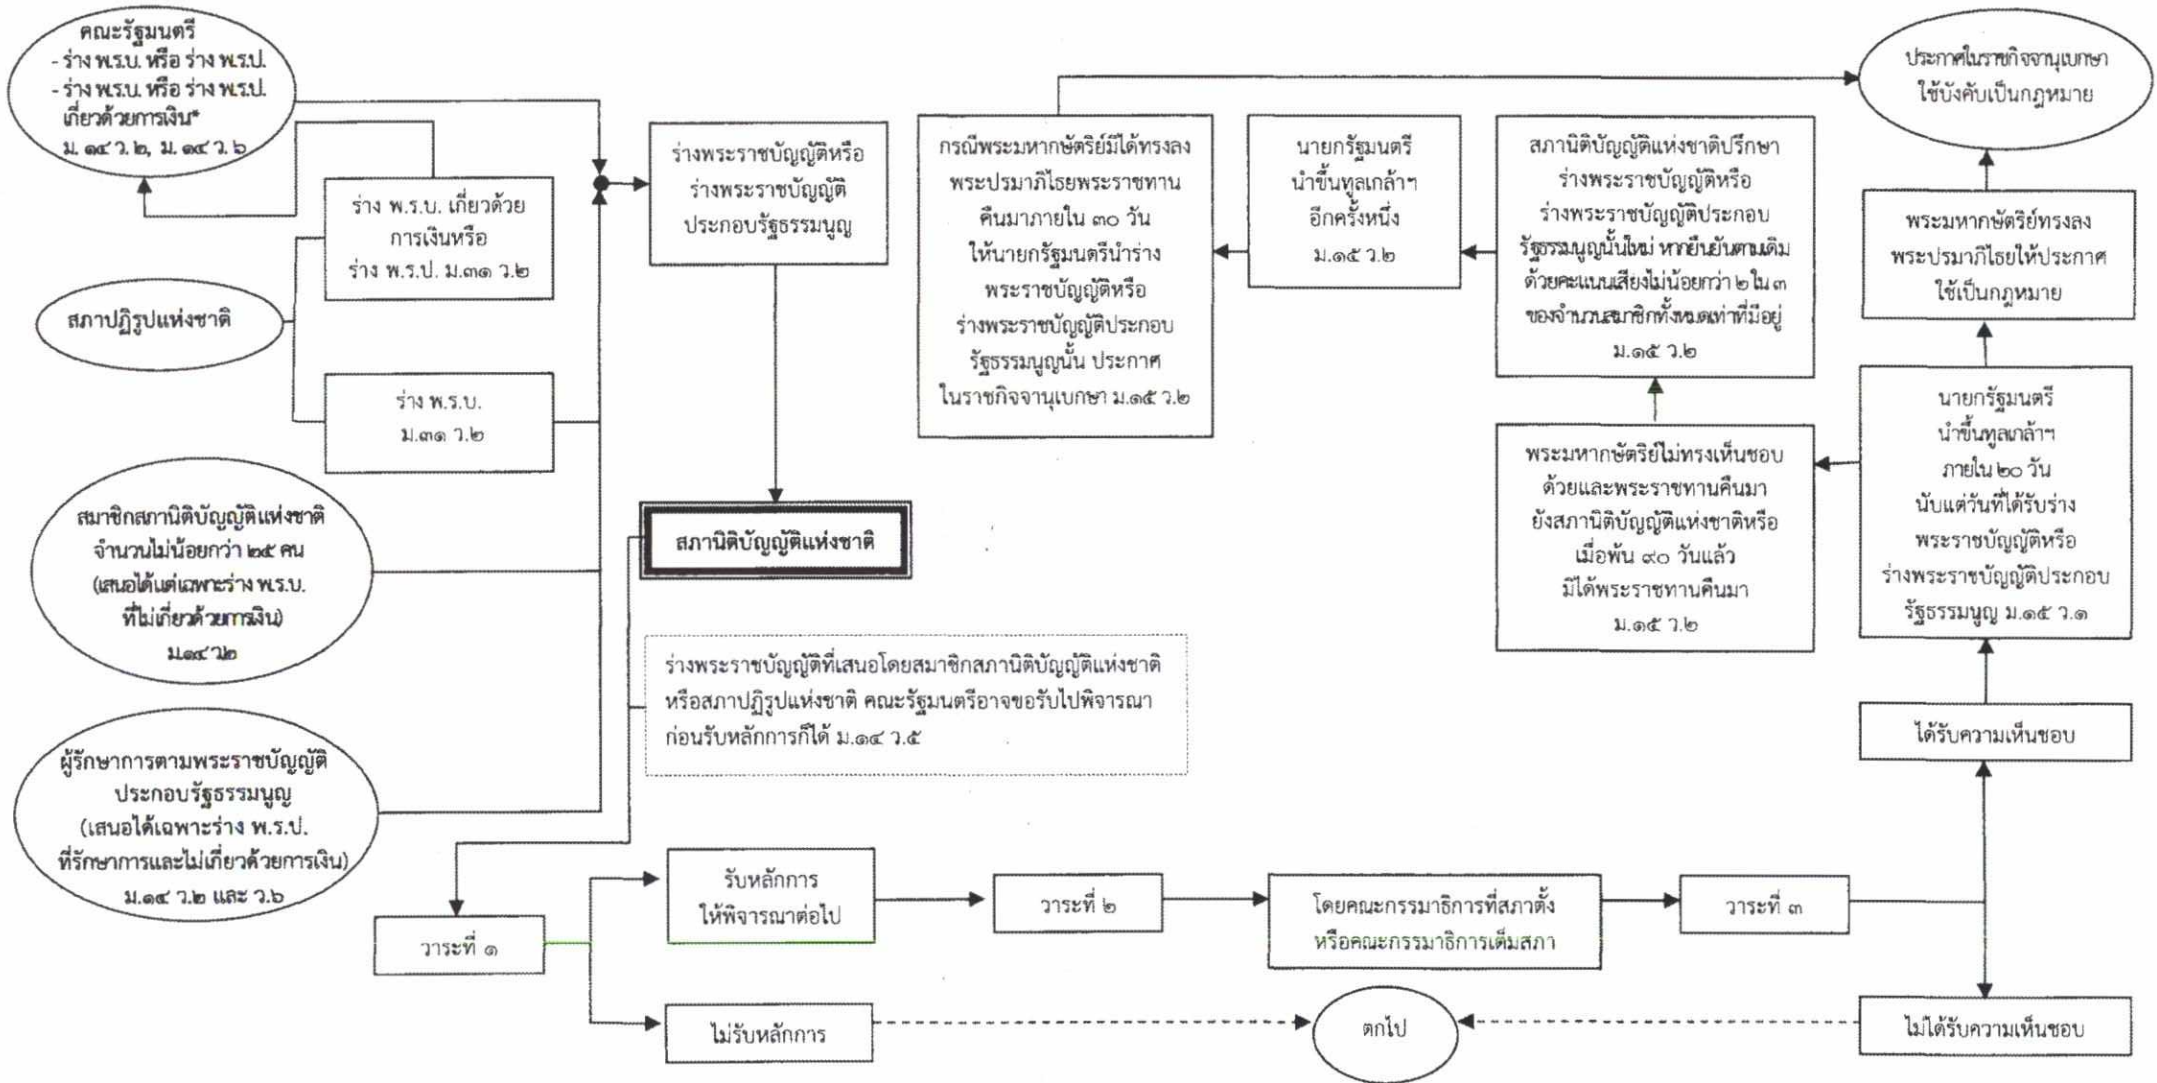 คณะรัฐมนตรี
- ร่าง พ.ร.บ. หรือ ร่าง พ.ร.ป.
- ร่าง พ.ร.บ. หรือ ร่าง พ.ร.ป.
เกี่ยวด้วยการเงิน*
ม. ๑๔ ว. ๒, ม. ๑๔ ว. ๖
ร่าง พ.ร.บ. เกี่ยวด้วย
การเงินหรือ
ร่าง พ.ร.ป. ม.๓๑ ว.๒
สภาปฏิรูปแห่งชาติ
ร่าง พ.ร.บ.
ม.๓๑ ว.๒
สมาชิกสภานิติบัญญัติแห่งชาติ
จำนวนไม่น้อยกว่า ๒๕ คน
(เสนอได้แต่เฉพาะร่าง พ.ร.บ.
ที่ไม่เกี่ยวด้วยการเงิน)
ม.๑๔ ว.๒
ผู้รักษาการตามพระราชบัญญัติ
ประกอบรัฐธรรมนูญ
(เสนอได้เฉพาะร่าง พ.ร.ป.
ที่รักษาการและไม่เกี่ยวด้วยการเงิน)
ม.๑๔ ว.๒ และ ว.๖
ร่างพระราชบัญญัติหรือ
ร่างพระราชบัญญัติ
ประกอบรัฐธรรมนูญ
สภานิติบัญญัติแห่งชาติ
ร่างพระราชบัญญัติที่เสนอโดยสมาชิกสภานิติบัญญัติแห่งชาติ
หรือสภาปฏิรูปแห่งชาติ คณะรัฐมนตรีอาจขอรับไปพิจารณา
ก่อนรับหลักการก็ได้ ม.๑๔ ว.๕
วาระที่ ๑
รับหลักการ
ให้พิจารณาต่อไป
ไม่รับหลักการ
วาระที่ ๒
โดยคณะกรรมาธิการที่สภาตั้ง
หรือคณะกรรมาธิการเต็มสภา
วาระที่ ๓
ตกไป
ไม่ได้รับความเห็นชอบ
ได้รับความเห็นชอบ
นายกรัฐมนตรี
นำขึ้นทูลเกล้าฯ
ภายใน ๒๐ วัน
นับแต่วันที่ได้รับร่าง
พระราชบัญญัติหรือ
ร่างพระราชบัญญัติประกอบ
รัฐธรรมนูญ ม.๑๕ ว.๑
พระมหากษัตริย์ทรงลง
พระปรมาภิไธยให้ประกาศ
ใช้เป็นกฎหมาย
ประกาศในราชกิจจานุเบกษา
ใช้บังคับเป็นกฎหมาย
พระมหากษัตริย์ไม่ทรงเห็นชอบ
ด้วยและพระราชทานคืนมา
ยังสภานิติบัญญัติแห่งชาติหรือ
เมื่อพ้น ๙๐ วันแล้ว
มิได้พระราชทานคืนมา
ม.๑๕ ว.๒
สภานิติบัญญัติแห่งชาติปรึกษา
ร่างพระราชบัญญัติหรือ
ร่างพระราชบัญญัติประกอบ
รัฐธรรมนูญนั้นใหม่ หากยืนยันตามเดิม
ด้วยคะแนนเสียงไม่น้อยกว่า ๒ ใน ๓
ของจำนวนสมาชิกทั้งหมดเท่าที่มีอยู่
ม.๑๕ ว.๒
นายกรัฐมนตรี
นำขึ้นทูลเกล้าฯ
อีกครั้งหนึ่ง
ม.๑๕ ว.๒
กรณีพระมหากษัตริย์มิได้ทรงลง
พระปรมาภิไธยพระราชทาน
คืนมาภายใน ๓๐ วัน
ให้นายกรัฐมนตรีนำร่าง
พระราชบัญญัติหรือ
ร่างพระราชบัญญัติประกอบ
รัฐธรรมนูญนั้น ประกาศ
ในราชกิจจานุเบกษา ม.๑๕ ว.๒